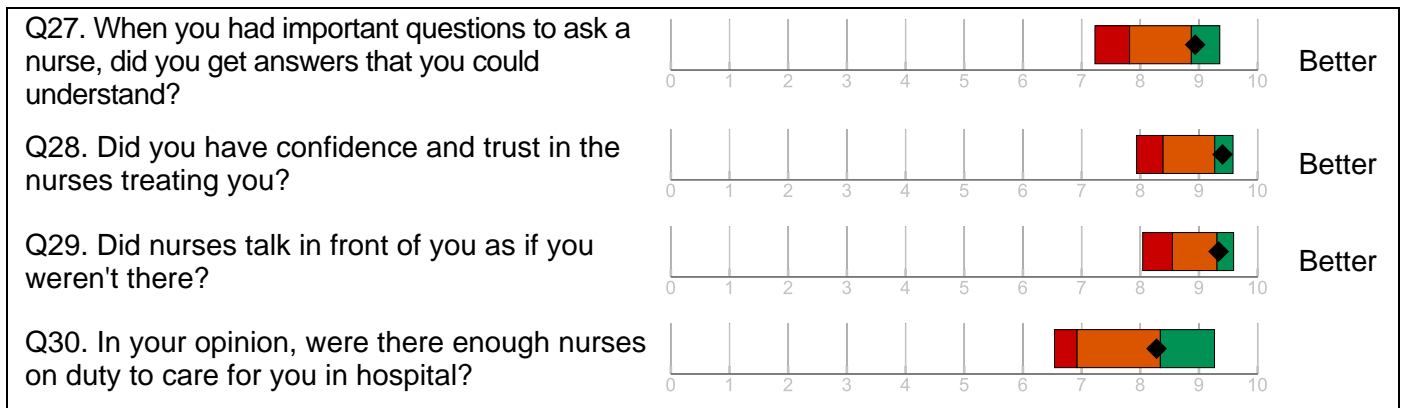 Q27. When you had important questions to ask a
nurse, did you get answers that you could
understand?
0 1 2 3 4 5 6 7 8 9 10
Better
Q28. Did you have confidence and trust in the
nurses treating you?
0 1 2 3 4 5 6 7 8 9 10
Better
Q29. Did nurses talk in front of you as if you
weren't there?
0 1 2 3 4 5 6 7 8 9 10
Better
Q30. In your opinion, were there enough nurses
on duty to care for you in hospital?
0 1 2 3 4 5 6 7 8 9 10